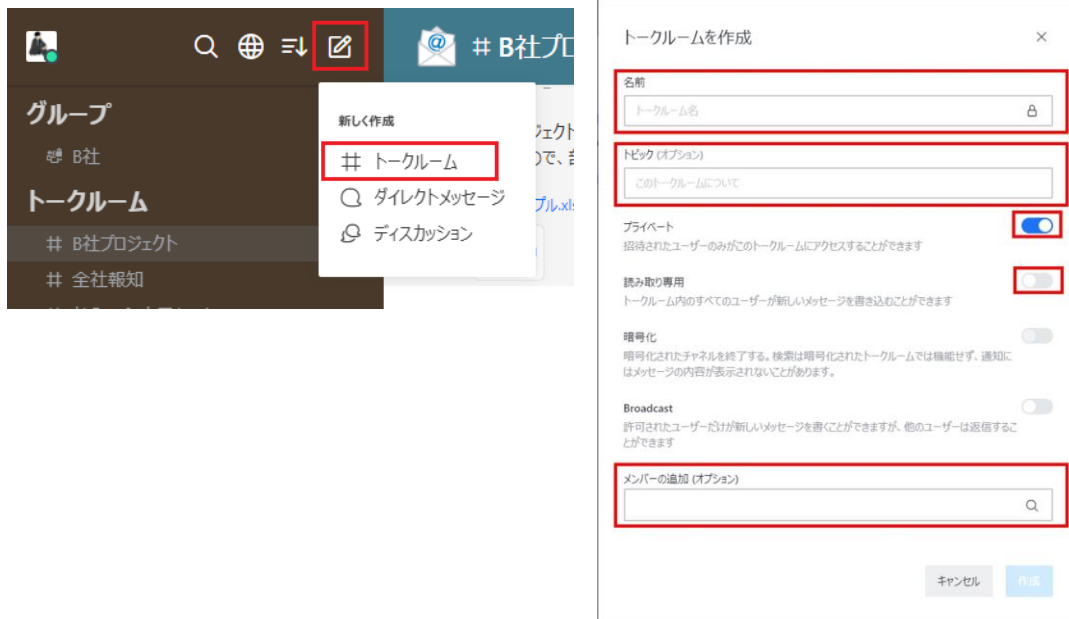 # B社プロ
グループ
B社
トークルーム
# B社プロジェクト
# 全社報知
新しく作成
# トークルーム
ダイレクトメッセージ
ディスカッション
ジェクト
ので、
プル.xls
トークルームを作成
名前
トークルーム名
トピック (オプション)
このトークルームについて
プライベート
招待されたユーザーのみがこのトークルームにアクセスすることができます
読み取り専用
トークルーム内のすべてのユーザーが新しいメッセージを書き込むことができます
暗号化
暗号化されたチャネルを終了する。検索は暗号化されたトークルームでは機能せず、通知に
はメッセージの内容が表示されないことがあります。
Broadcast
許可されたユーザーだけが新しいメッセージを書くことができますが、他のユーザーは返信するこ
とができます
メンバーの追加 (オプション)
キャンセル
作成